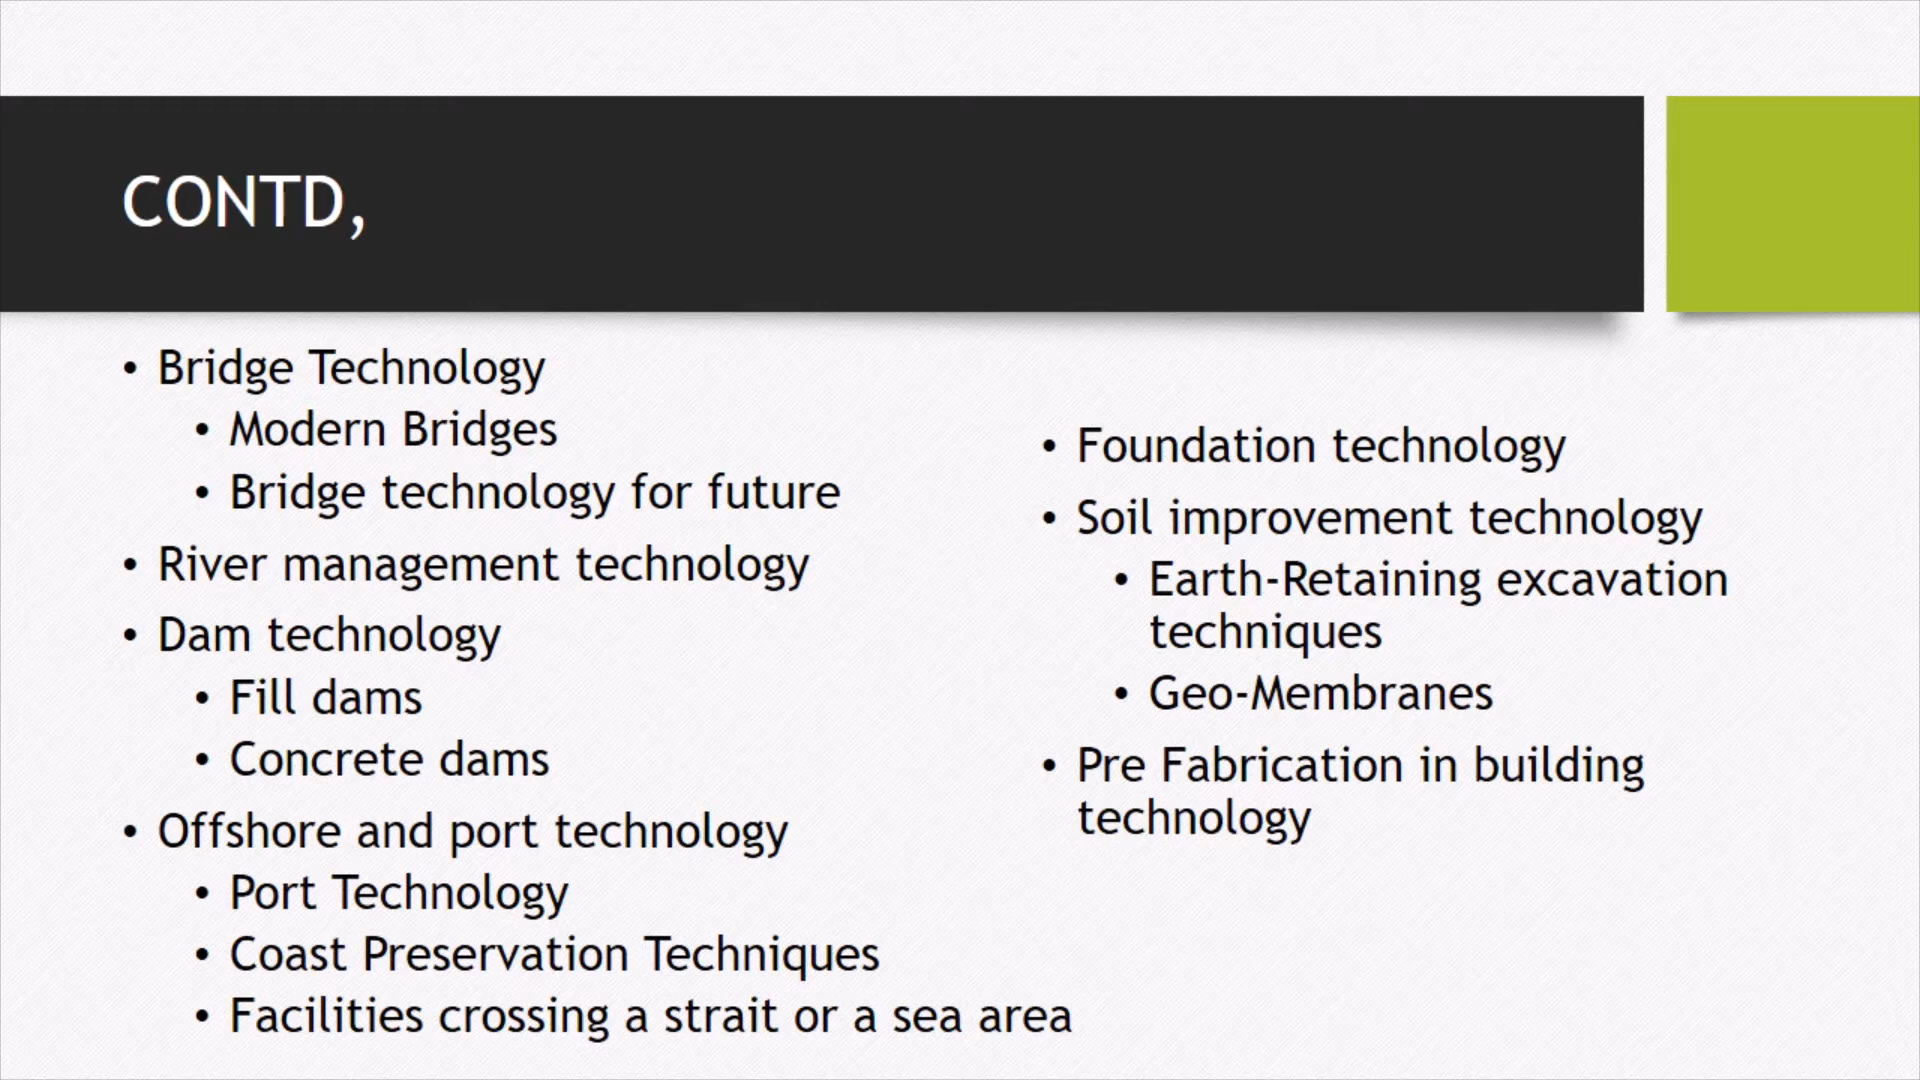 CONTD,
• Bridge Technology
• Modern Bridges
• Bridge technology for future
• River management technology
• Dam technology
• Fill dams
• Concrete dams
• Offshore and port technology
• Port Technology
• Coast Preservation Techniques
• Facilities crossing a strait or a sea area
• Foundation technology
• Soil improvement technology
• Earth-Retaining excavation
techniques
• Geo-Membranes
• Pre Fabrication in building
technology